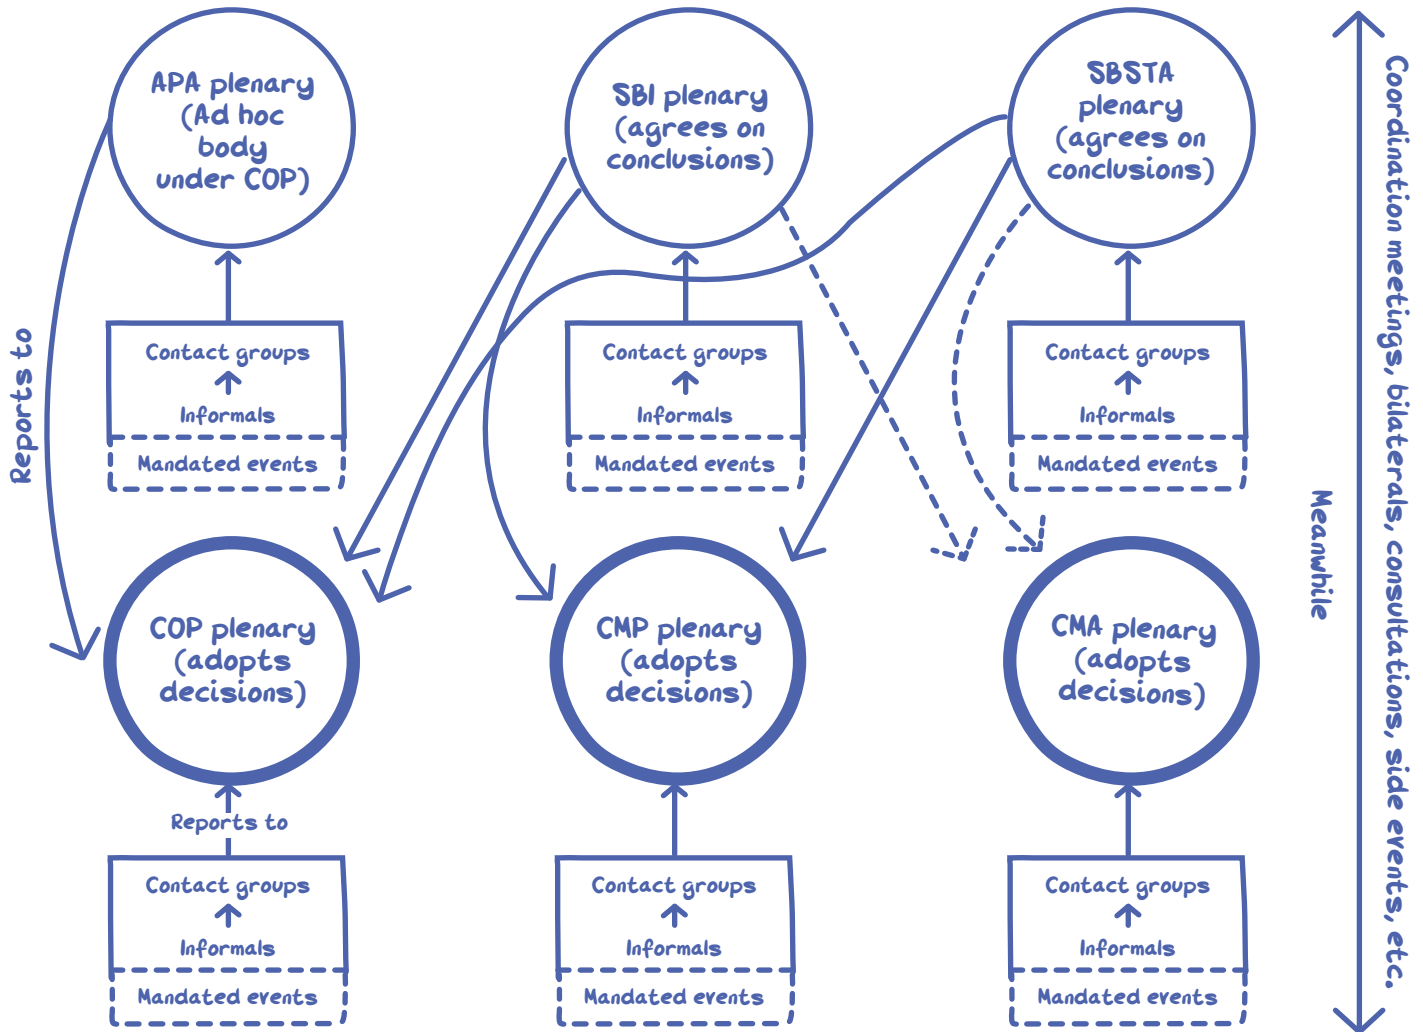 APA plenary
(Ad hoc
body
under COP)
SBI plenary
(agrees on
conclusions)
SBSTA
plenary
(agrees on
conclusions)
Reports to
Contact groups
Informals
Mandated events
Contact groups
Informals
Mandated events
Contact groups
Informals
Mandated events
COP plenary
(adopts
decisions)
CMP plenary
(adopts
decisions)
CMA plenary
(adopts
decisions)
Reports to
Contact groups
Informals
Mandated events
Contact groups
Informals
Mandated events
Contact groups
Informals
Mandated events
Meanwhile
Coordination meetings, bilaterals, consultations, side events, etc.